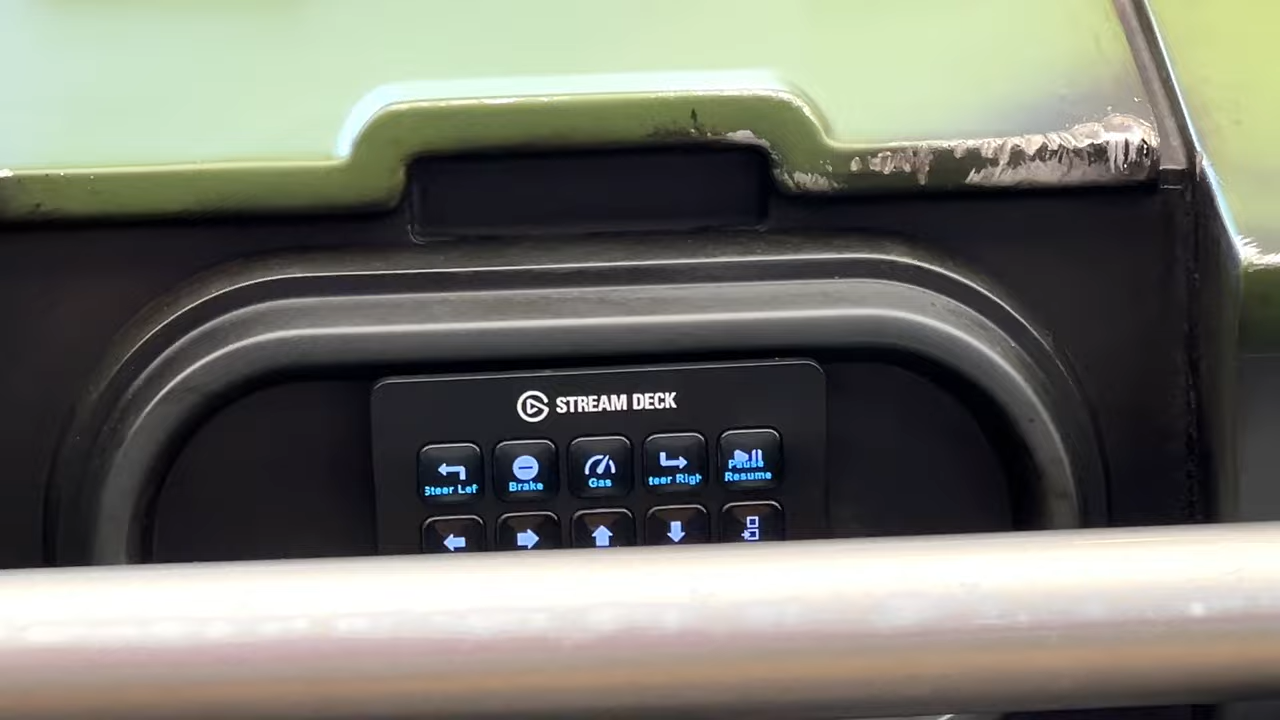 STREAM DECK
Steer Lef
Brake
Gas
teer Righ
Pause
Resume